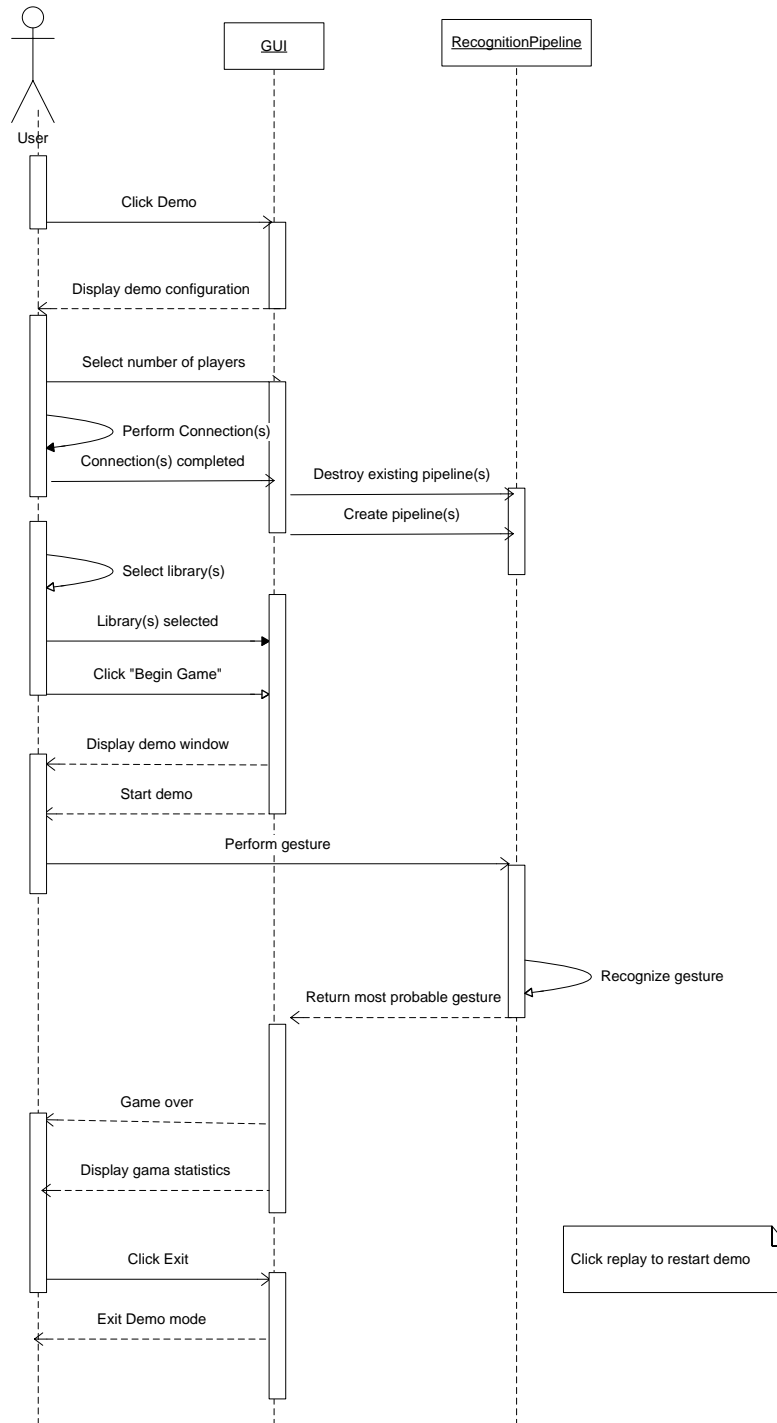 GUI
RecognitionPipeline
User
Click Demo
Display demo configuration
Select number of players
Perform Connection(s)
Connection(s) completed
Destroy existing pipeline(s)
Create pipeline(s)
Select library(s)
Library(s) selected
Click "Begin Game"
Display demo window
Start demo
Perform gesture
Recognize gesture
Return most probable gesture
Game over
Display gama statistics
Click Exit
Click replay to restart demo
Exit Demo mode